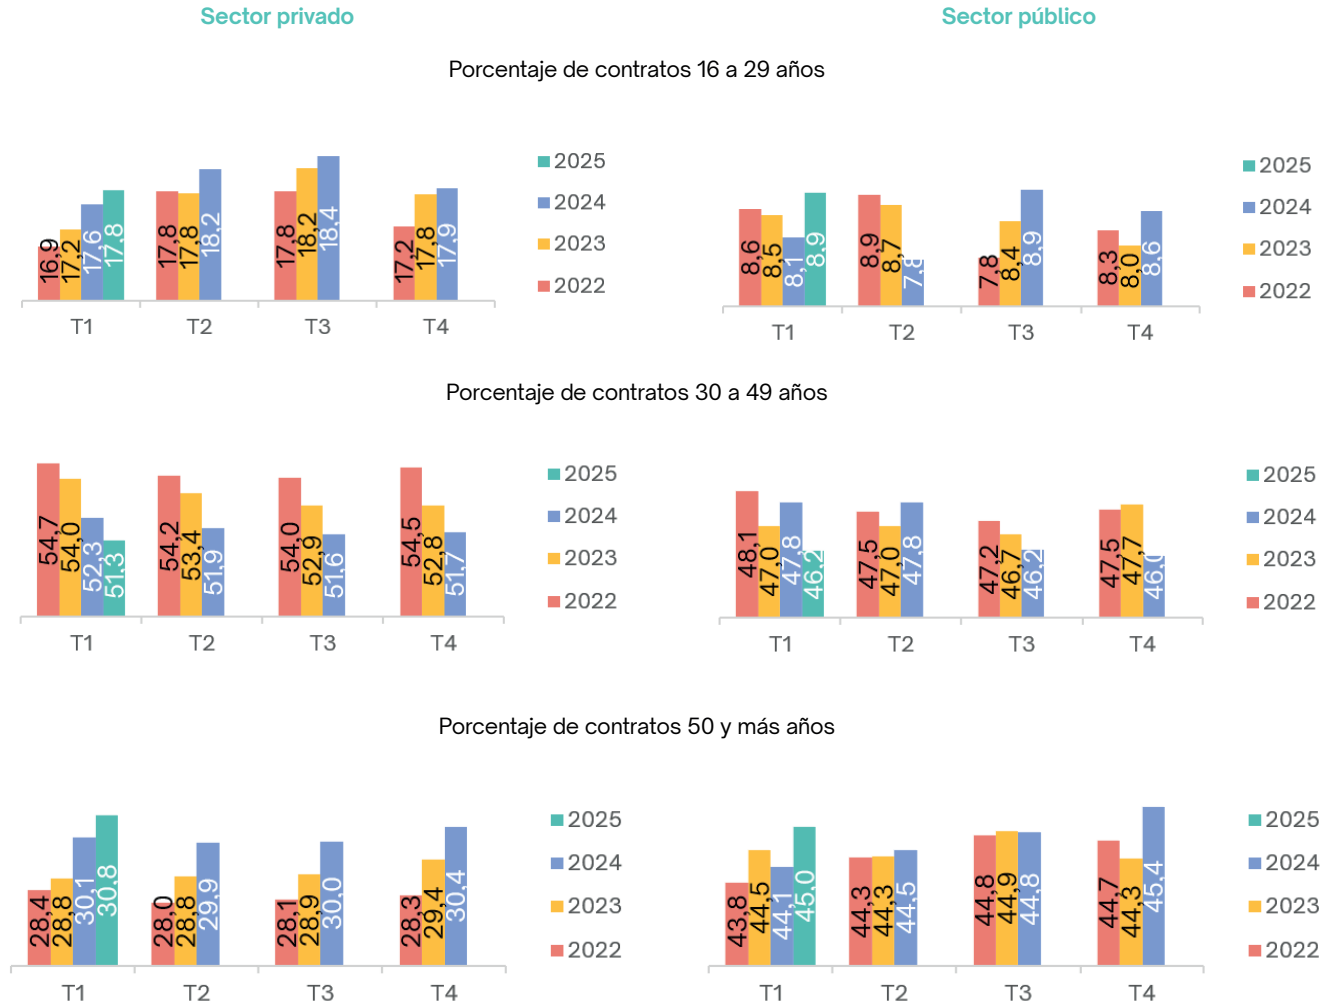 Sector privado
Sector público
Porcentaje de contratos 16 a 29 años
16,9 17,2 17,6 17,8
17,8 17,8 18,2
17,8 18,2 18,4
17,2 17,8 17,9
T1 T2 T3 T4
2025
2024
2023
2022
8,6 8,5 8,1 8,9
8,9 8,7 7,8
7,8 8,4 8,9
8,3 8,0 8,6
T1 T2 T3 T4
2025
2024
2023
2022
Porcentaje de contratos 30 a 49 años
54,7 54,0 52,3 51,3
54,2 53,4 51,9
54,0 52,9 51,6
54,5 52,8 51,7
T1 T2 T3 T4
2025
2024
2023
2022
48,1 47,0 47,8 46,2
47,5 47,0 47,8
47,2 46,7 46,2
47,5 47,7 46,0
T1 T2 T3 T4
2025
2024
2023
2022
Porcentaje de contratos 50 y más años
28,4 28,8 30,1 30,8
28,0 28,8 29,9
28,1 28,9 30,0
28,3 29,4 30,4
T1 T2 T3 T4
2025
2024
2023
2022
43,8 44,5 44,1 45,0
44,3 44,3 44,5
44,8 44,9 44,8
44,7 44,3 45,4
T1 T2 T3 T4
2025
2024
2023
2022